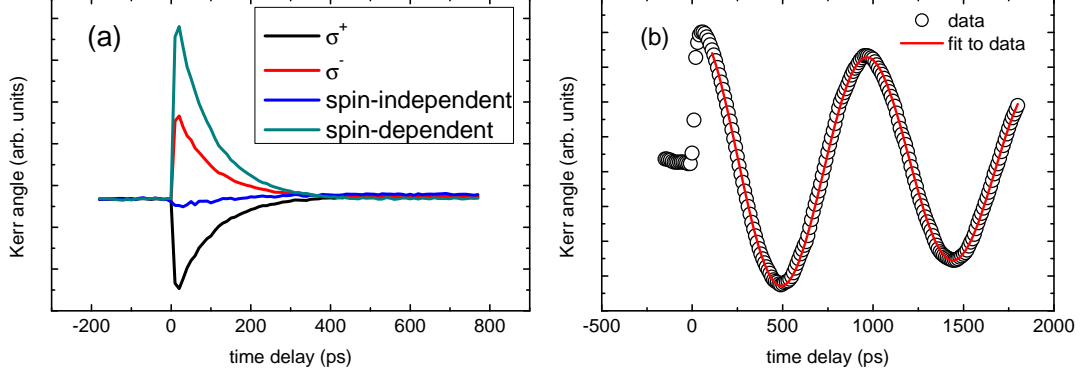 (a)
σ+
σ-
spin-independent
spin-dependent
Kerr angle (arb. units)
-200 0 200 400 600 800
time delay (ps)
(b)
data
fit to data
Kerr angle (arb. units)
-500 0 500 1000 1500 2000
time delay (ps)